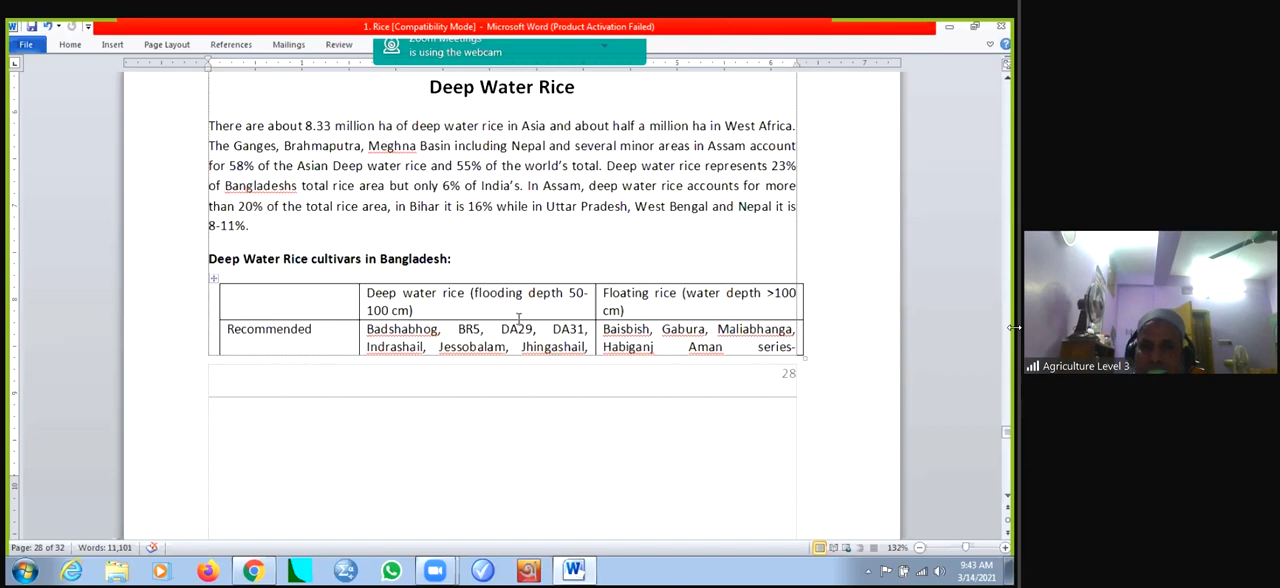 1. Rice [Compatibility Mode] - Microsoft Word (Product Activation Failed)
File Home Insert Page Layout References Mailings Review
Zoom Meetings
is using the webcam
1 5 6 7
Deep Water Rice
There are about 8.33 million ha of deep water rice in Asia and about half a million ha in West Africa.
The Ganges, Brahmaputra, Meghna Basin including Nepal and several minor areas in Assam account
for 58% of the Asian Deep water rice and 55% of the world's total. Deep water rice represents 23%
of Bangladeshs total rice area but only 6% of India's. In Assam, deep water rice accounts for more
than 20% of the total rice area, in Bihar it is 16% while in Uttar Pradesh, West Bengal and Nepal it is
8-11%.
Deep Water Rice cultivars in Bangladesh:
Deep water rice (flooding depth 50-
100 cm)
Floating rice (water depth >100
cm)
Recommended
Badshabhog, BR5, DA29, DA31,
Indrashail, Jessobalam, Jhingashail,
Baisbish, Gabura, Maliabhanga,
Habiganj Aman series-
28
Agriculture Level 3
Page: 28 of 32 Words: 11,101 132%
9:43 AM
3/14/2021